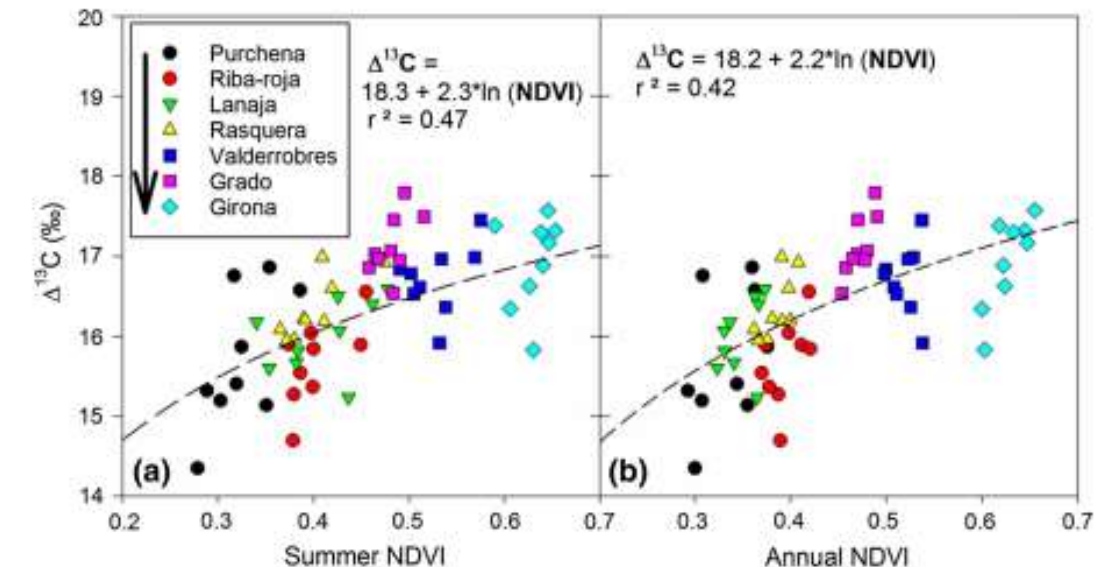 20
19
18
17
16
15
14
Δ¹³C (‰)
Purchena
Riba-roja
Lanaja
Rasquera
Valderrobres
Grado
Girona
Δ¹³C =
18.3 + 2.3*ln (NDVI)
r ² = 0.47
(a)
0.2 0.3 0.4 0.5 0.6 0.7
Summer NDVI
Δ¹³C = 18.2 + 2.2*ln (NDVI)
r ² = 0.42
(b)
0.3 0.4 0.5 0.6 0.7
Annual NDVI